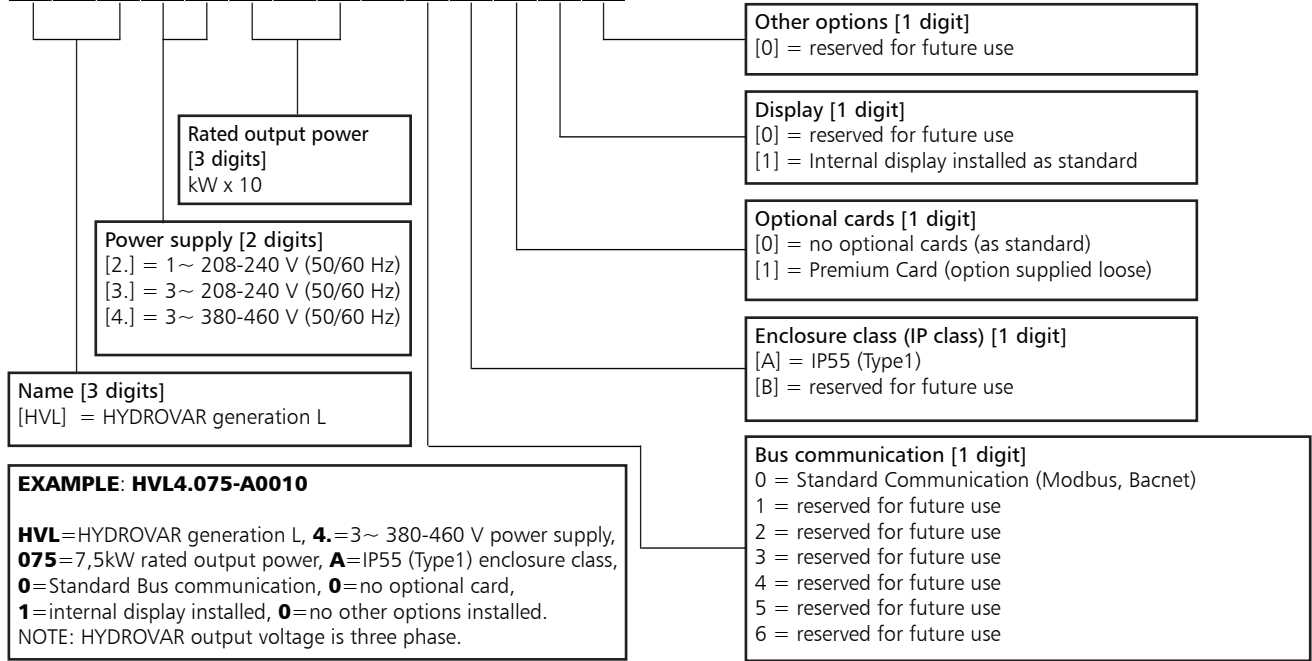 Other options [1 digit]
[0] = reserved for future use
Display [1 digit]
[0] = reserved for future use
[1] = Internal display installed as standard
Rated output power
[3 digits]
kW x 10
Optional cards [1 digit]
[0] = no optional cards (as standard)
[1] = Premium Card (option supplied loose)
Power supply [2 digits]
[2.] = 1~ 208-240 V (50/60 Hz)
[3.] = 3~ 208-240 V (50/60 Hz)
[4.] = 3~ 380-460 V (50/60 Hz)
Enclosure class (IP class) [1 digit]
[A] = IP55 (Type1)
[B] = reserved for future use
Name [3 digits]
[HVL] = HYDROVAR generation L
Bus communication [1 digit]
0 = Standard Communication (Modbus, Bacnet)
1 = reserved for future use
2 = reserved for future use
3 = reserved for future use
4 = reserved for future use
5 = reserved for future use
6 = reserved for future use
EXAMPLE: HVL4.075-A0010
HVL=HYDROVAR generation L, 4.=3~ 380-460 V power supply,
075=7,5kW rated output power, A=IP55 (Type1) enclosure class,
0=Standard Bus communication, 0=no optional card,
1=internal display installed, 0=no other options installed.
NOTE: HYDROVAR output voltage is three phase.